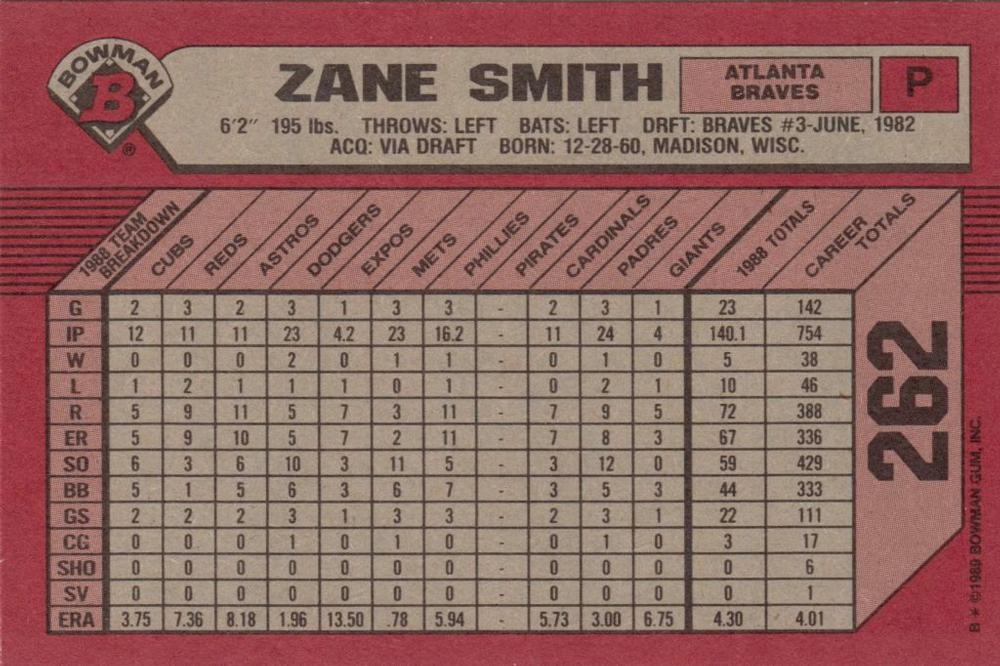 BOWMAN
B
®
ZANE SMITH
ATLANTA
BRAVES
P
6'2" 195 lbs. THROWS: LEFT BATS: LEFT DRFT: BRAVES #3-JUNE, 1982
ACQ: VIA DRAFT BORN: 12-28-60, MADISON, WISC.
1988 TEAM BREAKDOWN CUBS REDS ASTROS DODGERS EXPOS METS PHILLIES PIRATES CARDINALS PADRES GIANTS 1988 TOTALS CAREER TOTALS
G 2 3 2 3 1 3 3 - 2 3 1 23 142
IP 12 11 11 23 4.2 23 16.2 - 11 24 4 140.1 754
W 0 0 0 2 0 1 1 - 0 1 0 5 38
L 1 2 1 1 1 0 1 - 0 2 1 10 46
R 5 9 11 5 7 3 11 - 7 9 5 72 388
ER 5 9 10 5 7 2 11 - 7 8 3 67 336
SO 6 3 6 10 3 11 5 - 3 12 0 59 429
BB 5 1 5 6 3 6 7 - 3 5 3 44 333
GS 2 2 2 3 1 3 3 - 2 3 1 22 111
CG 0 0 0 1 0 1 0 - 0 1 0 3 17
SHO 0 0 0 0 0 0 0 - 0 0 0 0 6
SV 0 0 0 0 0 0 0 - 0 0 0 0 1
ERA 3.75 7.36 8.18 1.96 13.50 .78 5.94 - 5.73 3.00 6.75 4.30 4.01
262
B * ©1989 BOWMAN GUM, INC.